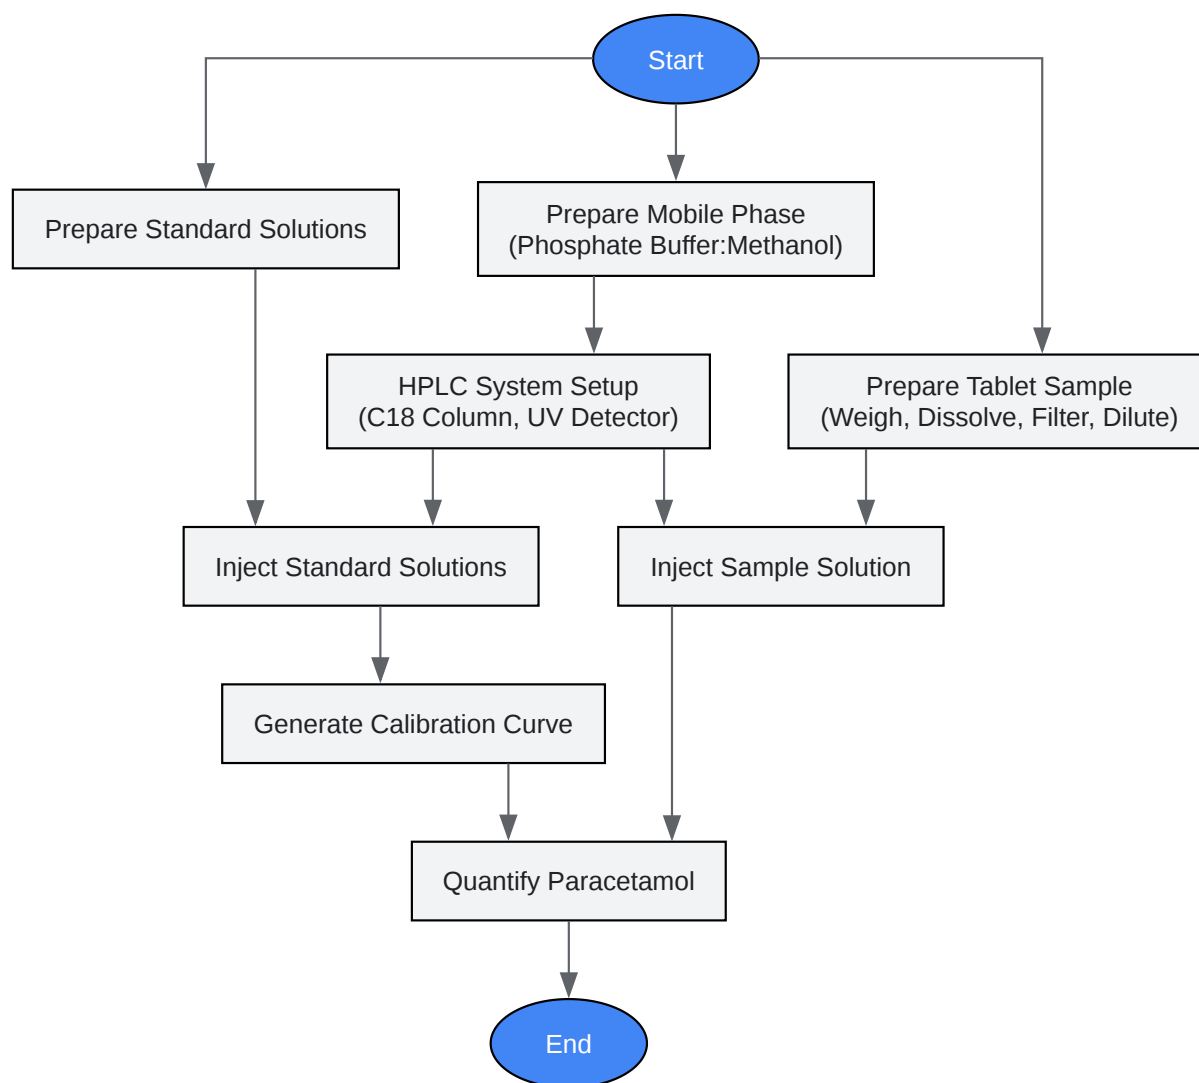 Start
Prepare Standard Solutions
Prepare Mobile Phase
(Phosphate Buffer:Methanol)
HPLC System Setup
(C18 Column, UV Detector)
Prepare Tablet Sample
(Weigh, Dissolve, Filter, Dilute)
Inject Standard Solutions
Inject Sample Solution
Generate Calibration Curve
Quantify Paracetamol
End